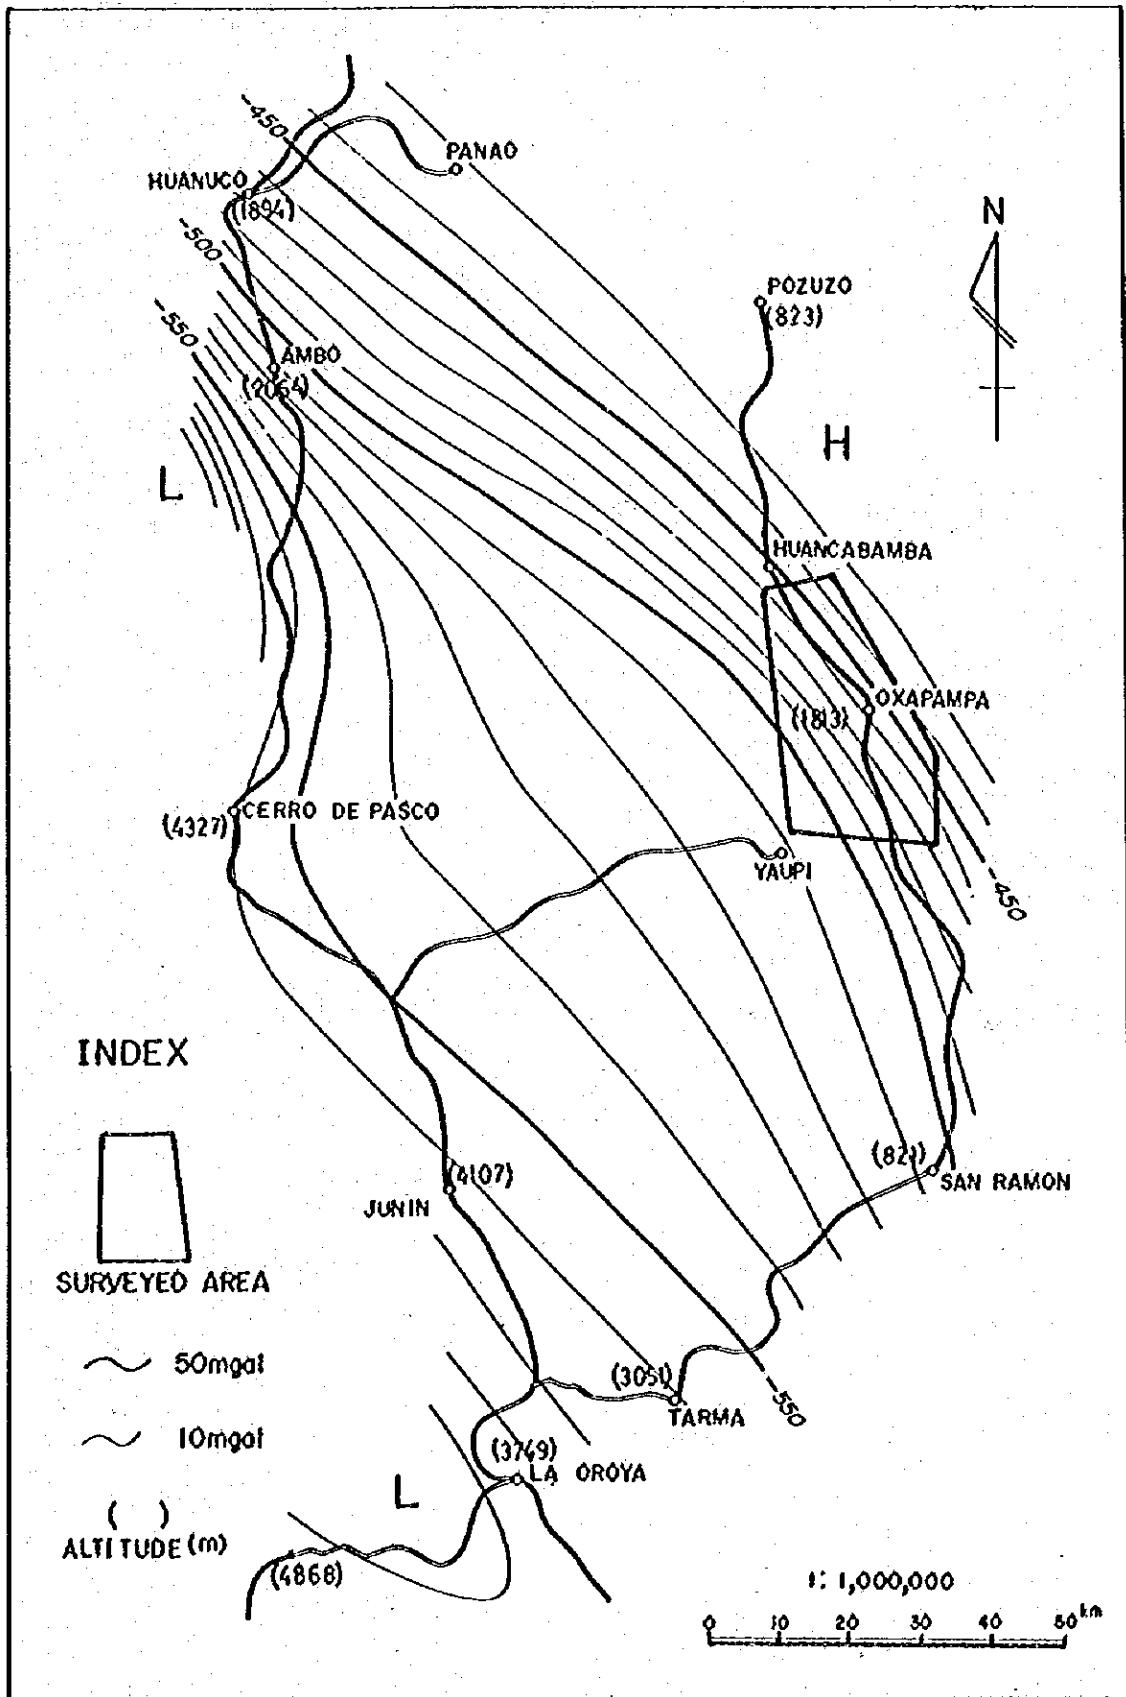 -450
PANAO
HUANUCO
(1894)
N
-500
POZUZO
(823)
-550
AMBO
(2064)
H
L
HUANCABAMBA
OXAPAMPA
(1813)
CERRO DE PASCO
(4327)
YAUPI
-450
INDEX
(821)
(4107)
SAN RAMON
JUNIN
SURVEYED AREA
50mgal
(3051)
-550
TARMA
10mgal
(3749)
LA OROYA
L
( )
ALTITUDE (m)
(4868)
1: 1,000,000
0 10 20 30 40 50 km